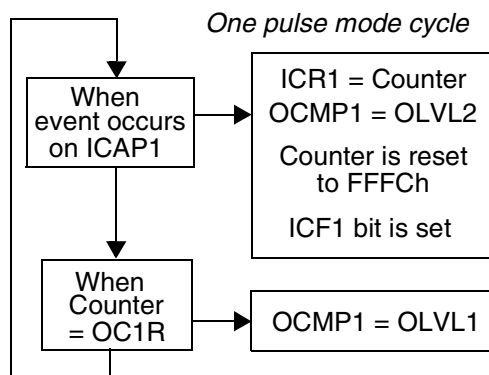 One pulse mode cycle
When
event occurs
on ICAP1
ICR1 = Counter
OCMP1 = OLVL2
Counter is reset
to FFFCh
ICF1 bit is set
When
Counter
= OC1R
OCMP1 = OLVL1